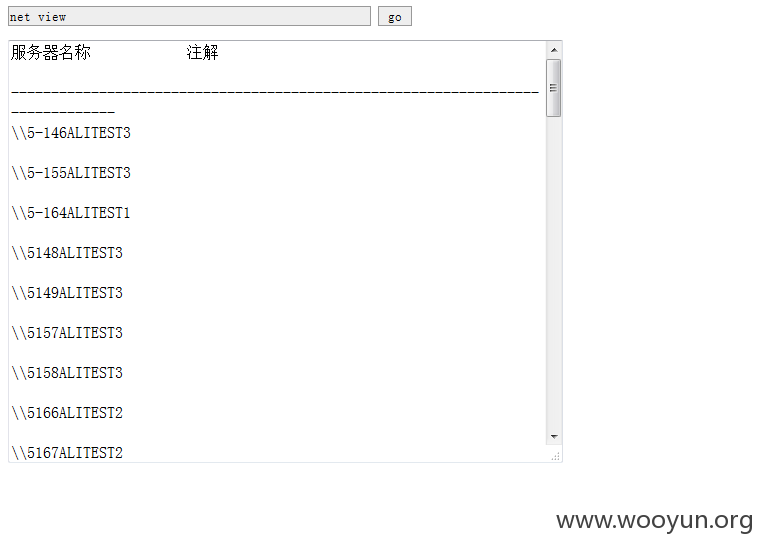 net view go
服务器名称 注解
-------------------------------------------------------------------
-------------
\\5-146ALITEST3
\\5-155ALITEST3
\\5-164ALITEST1
\\5148ALITEST3
\\5149ALITEST3
\\5157ALITEST3
\\5158ALITEST3
\\5166ALITEST2
\\5167ALITEST2
www.wooyun.org